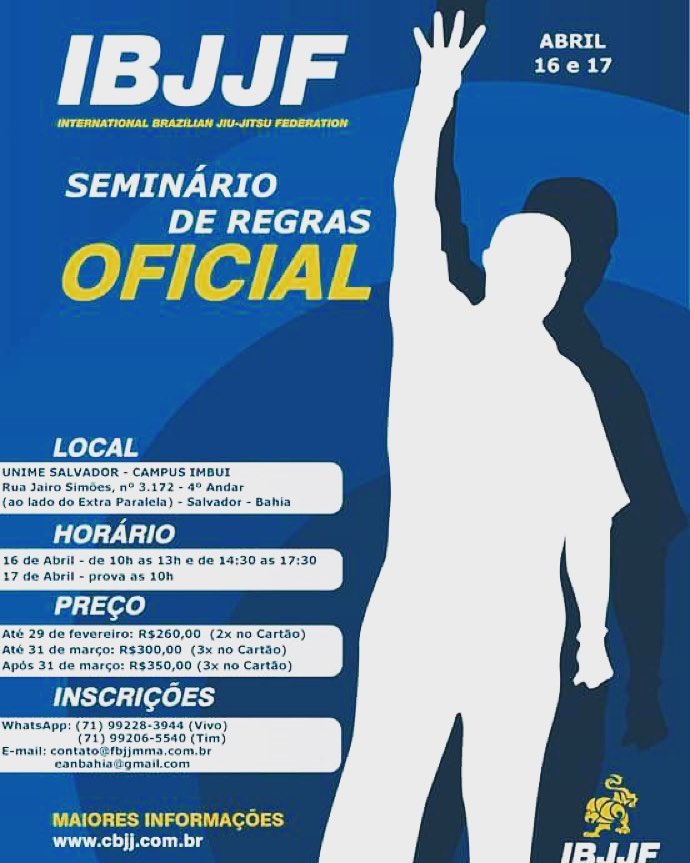 IBJJF
INTERNATIONAL BRAZILIAN JIU-JITSU FEDERATION
ABRIL
16 e 17
SEMINÁRIO
DE REGRAS
OFICIAL
LOCAL
UNIME SALVADOR - CAMPUS IMBUI
Rua Jairo Simões, nº 3.172 - 4º Andar
(ao lado do Extra Paralela) - Salvador - Bahia
HORÁRIO
16 de Abril - de 10h as 13h e de 14:30 as 17:30
17 de Abril - prova as 10h
PREÇO
Até 29 de fevereiro: R$260,00 (2x no Cartão)
Até 31 de março: R$300,00 (3x no Cartão)
Após 31 de março: R$350,00 (3x no Cartão)
INSCRIÇÕES
WhatsApp: (71) 99228-3944 (Vivo)
(71) 99206-5540 (Tim)
E-mail: contato@fbjjmma.com.br
eanbahia@gmail.com
MAIORES INFORMAÇÕES
www.cbjj.com.br
IBJJF